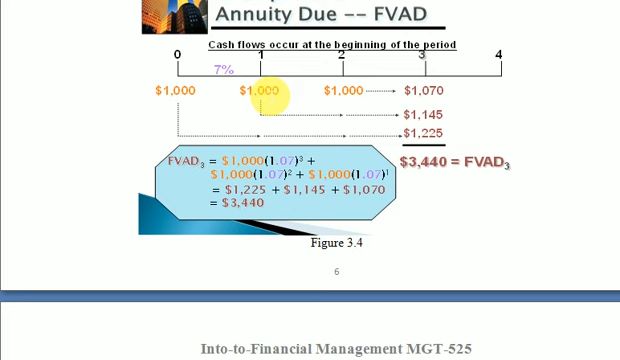 Annuity Due -- FVAD
Cash flows occur at the beginning of the period
0 1 2 3 4
7%
$1,000 $1,000 $1,000 $1,070
$1,145
$1,225
FVAD3 = $1,000(1.07)3 +
$1,000(1.07)2 + $1,000(1.07)1
= $1,225 + $1,145 + $1,070
= $3,440
$3,440 = FVAD3
Figure 3.4
6
Into-to-Financial Management MGT-525